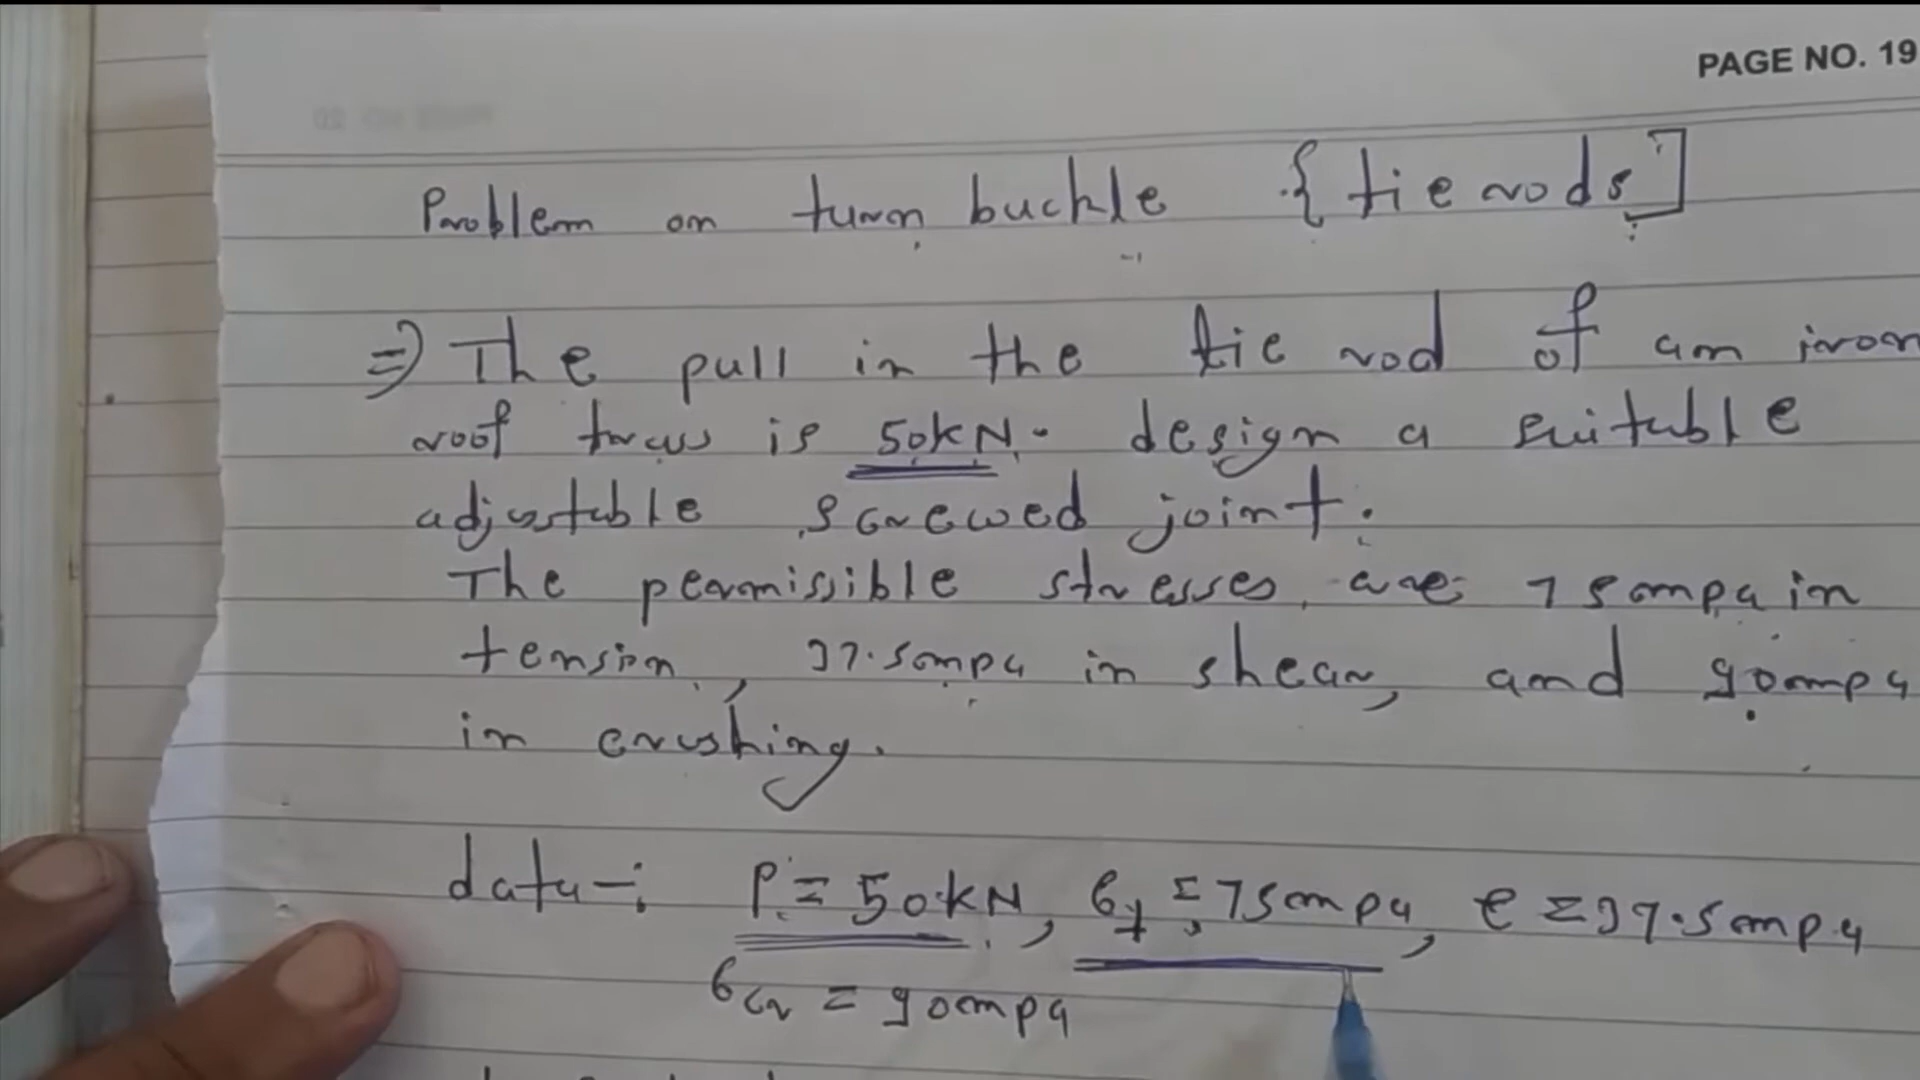 PAGE NO. 19
Problem on turn buckle {tie rods]
⇒ The pull in the tie rod of an iron
roof truss is 50kN. design a suitable
adjustable screwed joint.
The permissible stresses are 75mpa in
tension, 37.5mpa in shear, and 90mpa
in crushing.
data-: P = 50kN, σt = 75mpa, τ = 37.5mpa
σcr = 90mpa